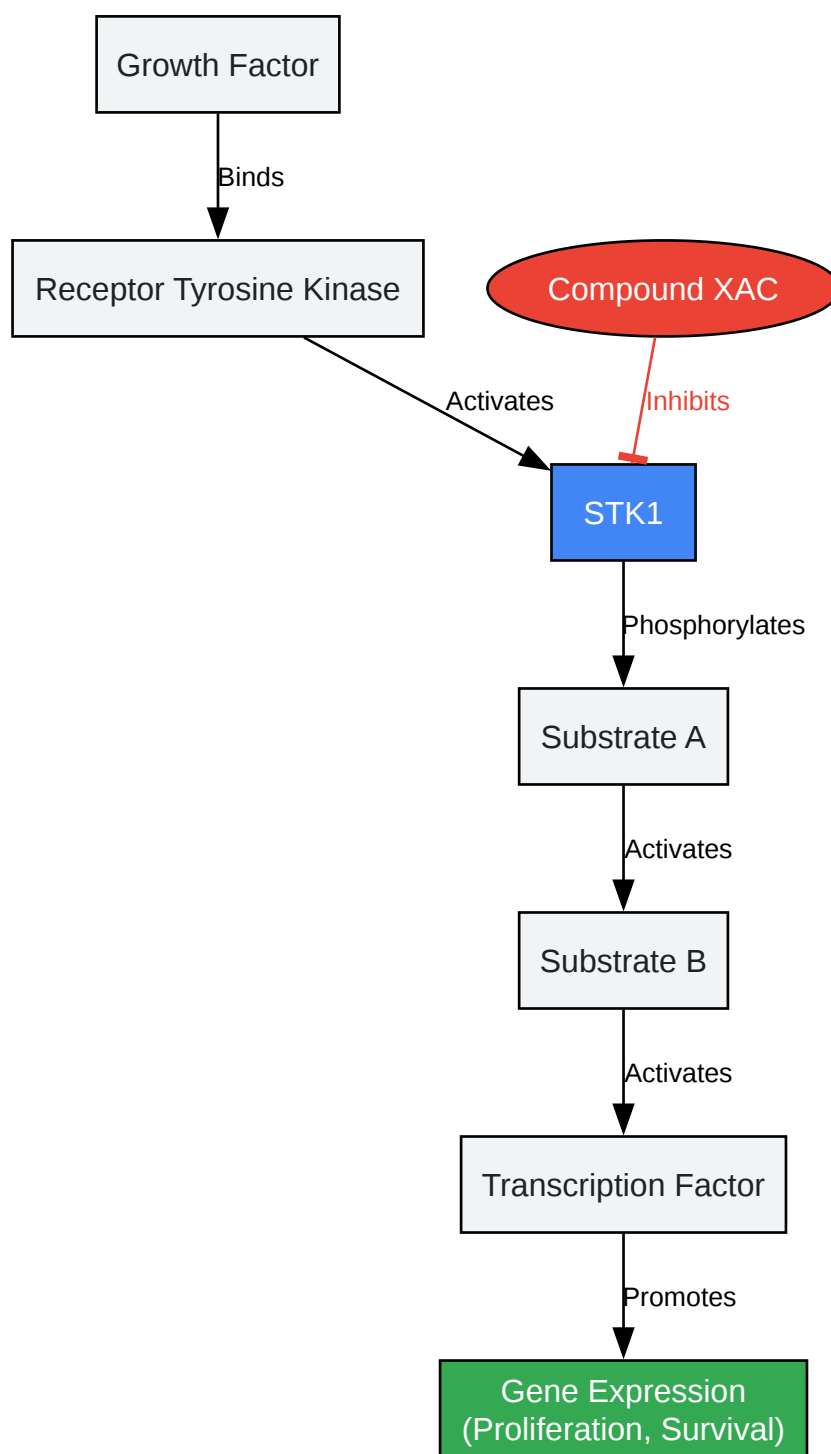 Growth Factor
Binds
Receptor Tyrosine Kinase
Compound XAC
Activates
Inhibits
STK1
Phosphorylates
Substrate A
Activates
Substrate B
Activates
Transcription Factor
Promotes
Gene Expression
(Proliferation, Survival)